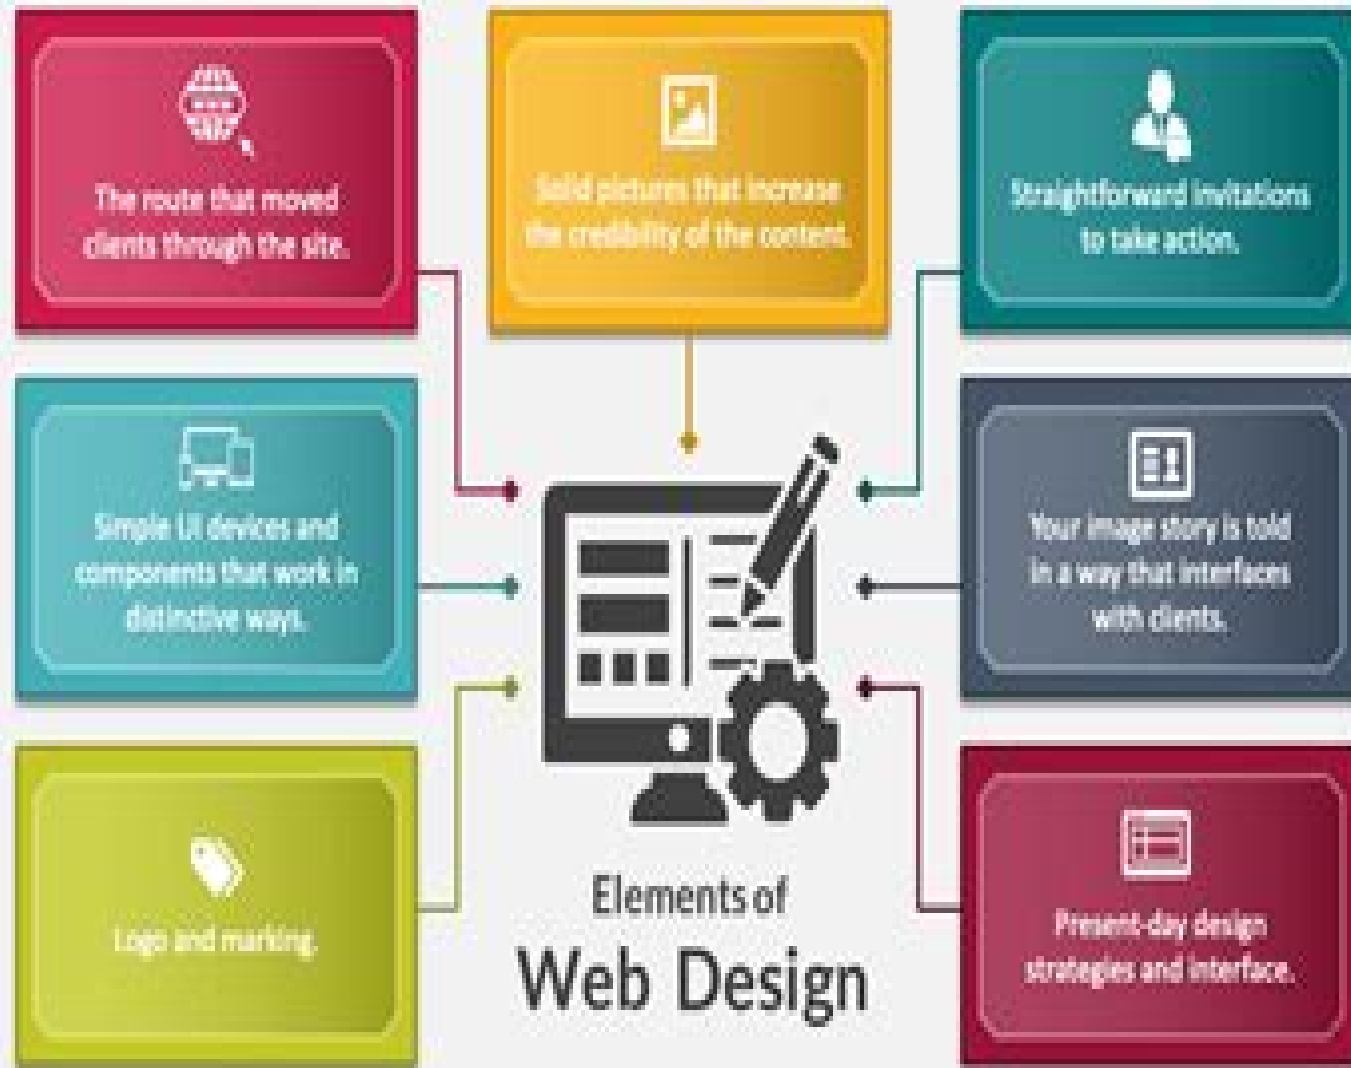 The route that moved
clients through the site.
Solid pictures that increase
the credibility of the content.
Straightforward invitations
to take action.
Simple UI devices and
components that work in
distinctive ways.
Your image story is told
in a way that interfaces
with clients.
Logo and marking.
Present-day design
strategies and interface.
Elements of
Web Design